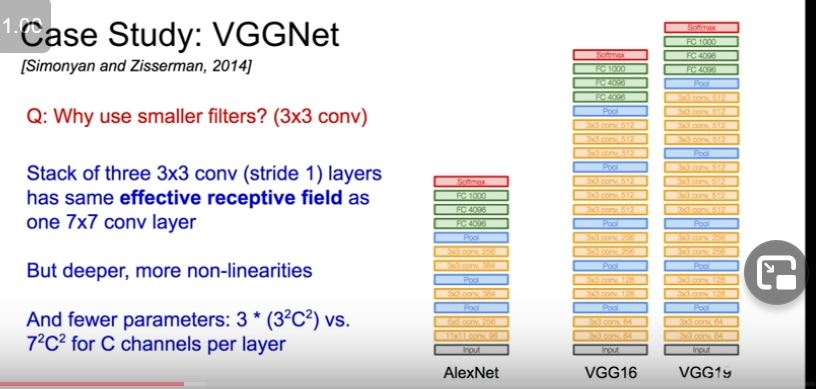 1.00
Case Study: VGGNet
[Simonyan and Zisserman, 2014]
Q: Why use smaller filters? (3x3 conv)
Stack of three 3x3 conv (stride 1) layers
has same effective receptive field as
one 7x7 conv layer
But deeper, more non-linearities
And fewer parameters: 3 * (3²C²) vs.
7²C² for C channels per layer
Softmax
FC 1000
FC 4096
FC 4096
Pool
3x3 conv, 256
3x3 conv, 384
Pool
3x3 conv, 384
Pool
5x5 conv, 256
11x11 conv, 96
Input
AlexNet
Softmax
FC 1000
FC 4096
FC 4096
Pool
3x3 conv, 512
3x3 conv, 512
3x3 conv, 512
Pool
3x3 conv, 512
3x3 conv, 512
3x3 conv, 512
Pool
3x3 conv, 256
3x3 conv, 256
Pool
3x3 conv, 128
3x3 conv, 128
Pool
3x3 conv, 64
3x3 conv, 64
Input
VGG16
Softmax
FC 1000
FC 4096
FC 4096
Pool
3x3 conv, 512
3x3 conv, 512
3x3 conv, 512
3x3 conv, 512
Pool
3x3 conv, 512
3x3 conv, 512
3x3 conv, 512
3x3 conv, 512
Pool
3x3 conv, 256
3x3 conv, 256
Pool
3x3 conv, 128
3x3 conv, 128
Pool
3x3 conv, 64
3x3 conv, 64
Input
VGG19